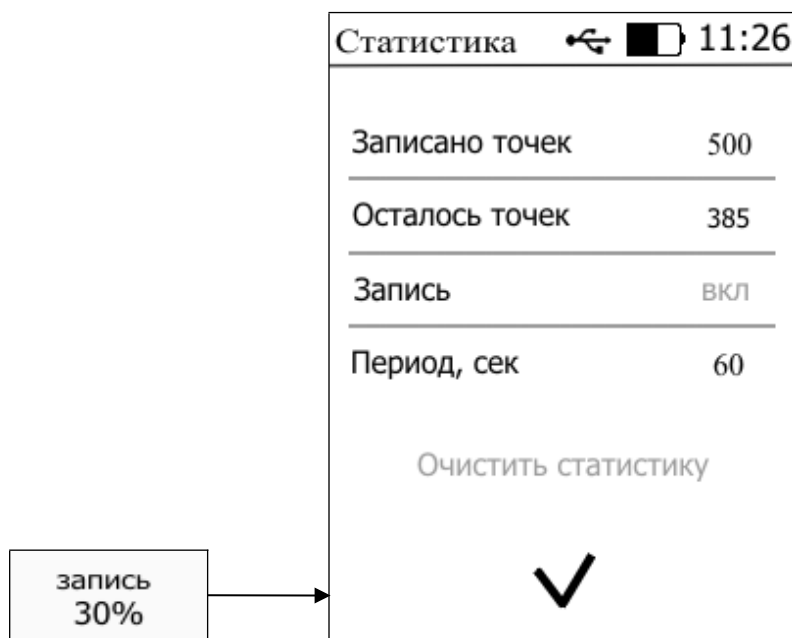 Статистика 11:26
Записано точек 500
Осталось точек 385
Запись вкл
Период, сек 60
Очистить статистику
запись
30%